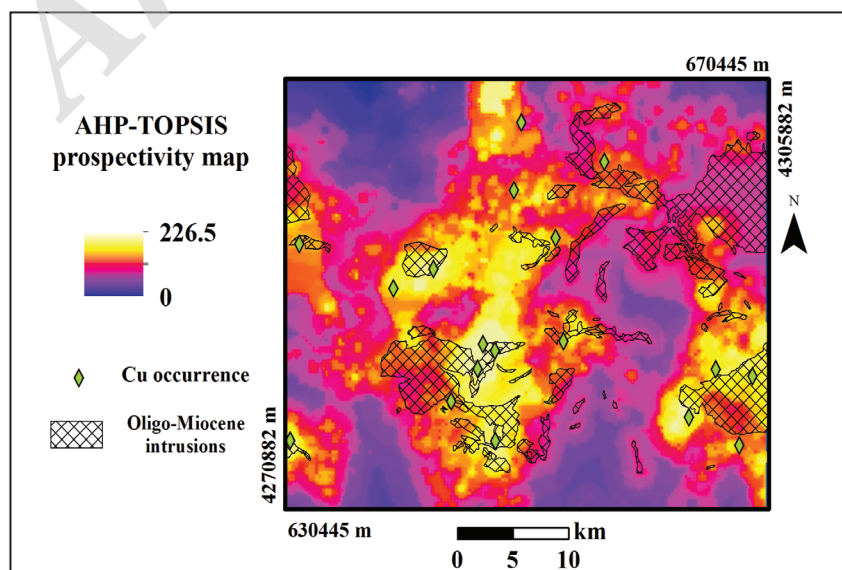 670445 m
4305882 m
AHP-TOPSIS
prospectivity map
226.5
0
N
Cu occurrence
Oligo-Miocene
intrusions
4270882 m
630445 m
km
0 5 10